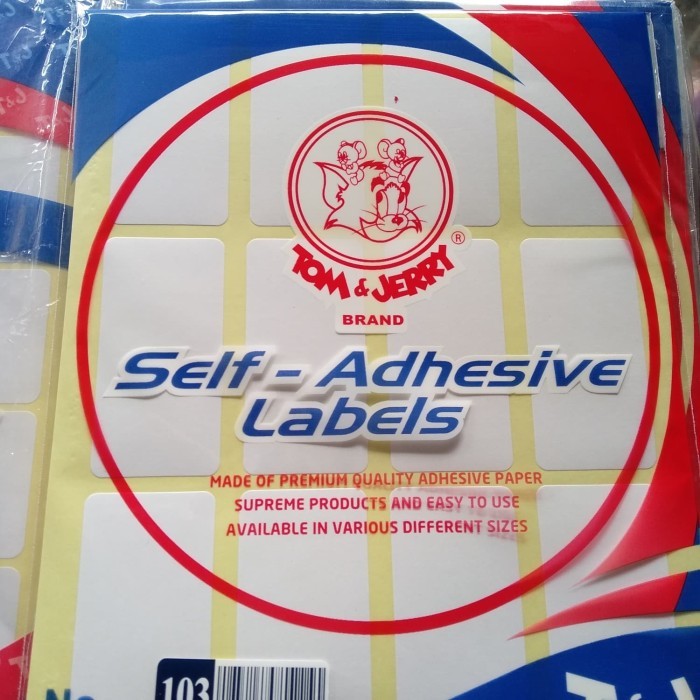 TOM & JERRY ®
BRAND
Self - Adhesive
Labels
MADE OF PREMIUM QUALITY ADHESIVE PAPER
SUPREME PRODUCTS AND EASY TO USE
AVAILABLE IN VARIOUS DIFFERENT SIZES
No
103